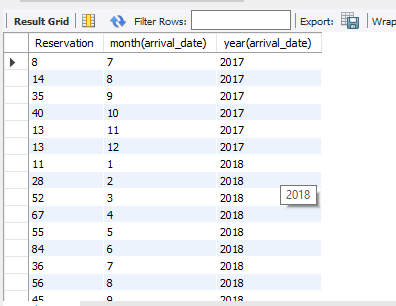 Result Grid Filter Rows: Export: Wrap
Reservation month(arrival_date) year(arrival_date)
8 7 2017
14 8 2017
35 9 2017
40 10 2017
13 11 2017
13 12 2017
11 1 2018
28 2 2018
52 3 2018
2018
67 4 2018
55 5 2018
84 6 2018
36 7 2018
56 8 2018
45 9 2018